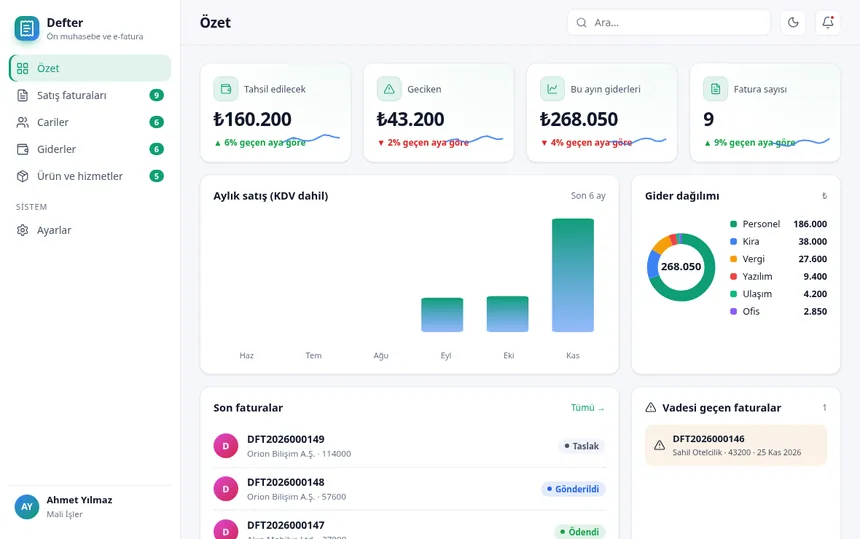 Defter
Ön muhasebe ve e-fatura
Özet
Satış faturaları 9
Cariler 6
Giderler 6
Ürün ve hizmetler 5
SİSTEM
Ayarlar
AY
Ahmet Yılmaz
Mali İşler
Özet
Ara...
Tahsil edilecek
₺160.200
▲ 6% geçen aya göre
Geciken
₺43.200
▼ 2% geçen aya göre
Bu ayın giderleri
₺268.050
▼ 4% geçen aya göre
Fatura sayısı
9
▲ 9% geçen aya göre
Aylık satış (KDV dahil)
Son 6 ay
Haz Tem Ağu Eyl Eki Kas
Gider dağılımı
₺
268.050
Personel 186.000
Kira 38.000
Vergi 27.600
Yazılım 9.400
Ulaşım 4.200
Ofis 2.850
Son faturalar
Tümü →
D
DFT2026000149
Orion Bilişim A.Ş. · 114000
Taslak
D
DFT2026000148
Orion Bilişim A.Ş. · 57600
Gönderildi
D
DFT2026000147
Ödendi
Vadesi geçen faturalar
1
DFT2026000146
Sahil Otelcilik · 43200 · 25 Kas 2026